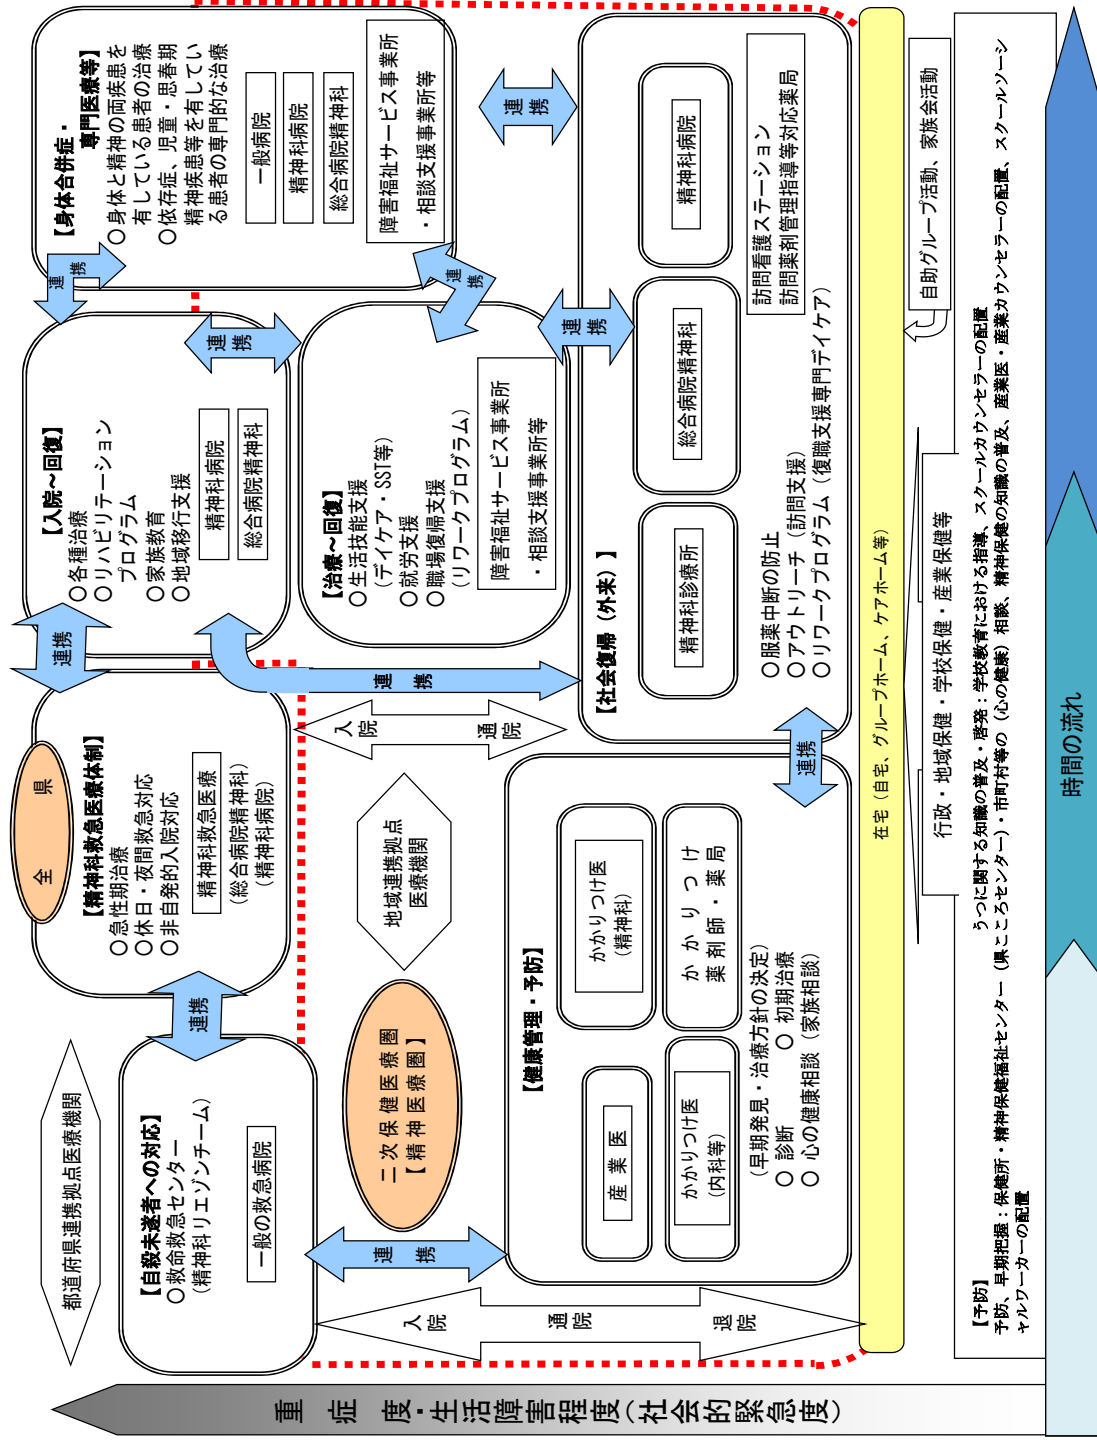 重 症 度・生活障害程度(社会的緊急度)
都道府県連携拠点医療機関
【自殺未遂者への対応】
○救命救急センター
(精神科リエゾンチーム)
一般の救急病院
連携
全 県
【精神科救急医療体制】
○急性期治療
○休日・夜間救急対応
○非自発的入院対応
精神科救急医療
(総合病院精神科)
(精神科病院)
連携
【入院~回復】
○各種治療
○リハビリテーション
プログラム
○家族教育
○地域移行支援
精神科病院
総合病院精神科
連
携
【身体合併症・
専門医療等】
○身体と精神の両疾患を
有している患者の治療
○依存症、児童・思春期
精神疾患等を有してい
る患者の専門的な治療
一般病院
精神科病院
総合病院精神科
障害福祉サービス事業所
・相談支援事業所等
連
携
【治療~回復】
○生活技能支援
(デイケア・SST等)
○就労支援
○職場復帰支援
(リワークプログラム)
障害福祉サービス事業所
・相談支援事業所等
連
携
連
携
連
携
連
携
入
院
通
院
地域連携拠点
医療機関
二次保健医療圏
【精神医療圏】
連
携
入
院
通
院
退
院
【健康管理・予防】
産 業 医
かかりつけ医
(精神科)
かかりつけ医
(内科等)
か か り つ け
薬 剤 師 ・ 薬 局
(早期発見・治療方針の決定)
○ 診断 ○ 初期治療
○ 心の健康相談(家族相談)
連携
【社会復帰(外来)】
精神科診療所
総合病院精神科
精神科病院
訪問看護ステーション
訪問薬剤管理指導等対応薬局
○服薬中断の防止
○アウトリーチ(訪問支援)
○リワークプログラム(復職支援専門デイケア)
在宅(自宅、グループホーム、ケアホーム等)
自助グループ活動、家族会活動
行政・地域保健・学校保健・産業保健等
【予防】 うつに関する知識の普及・啓発:学校教育における指導、スクールカウンセラーの配置
予防、早期把握:保健所・精神保健福祉センター(県こころセンター)・市町村等の(心の健康)相談、精神保健の知識の普及、産業医・産業カウンセラーの配置、スクールソーシ
ャルワーカーの配置
時間の流れ